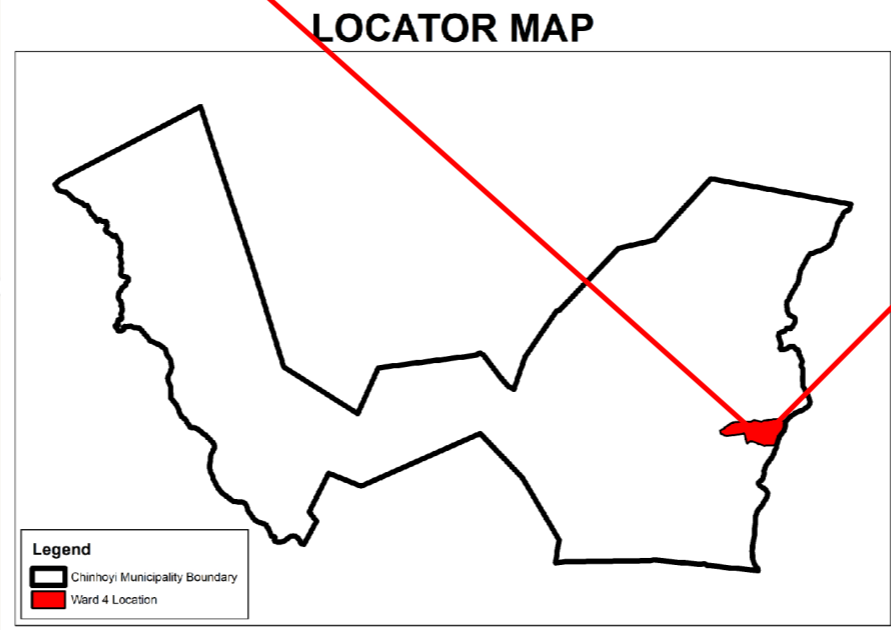 LOCATOR MAP
Legend
Chinhoyi Municipality Boundary
Ward 4 Location